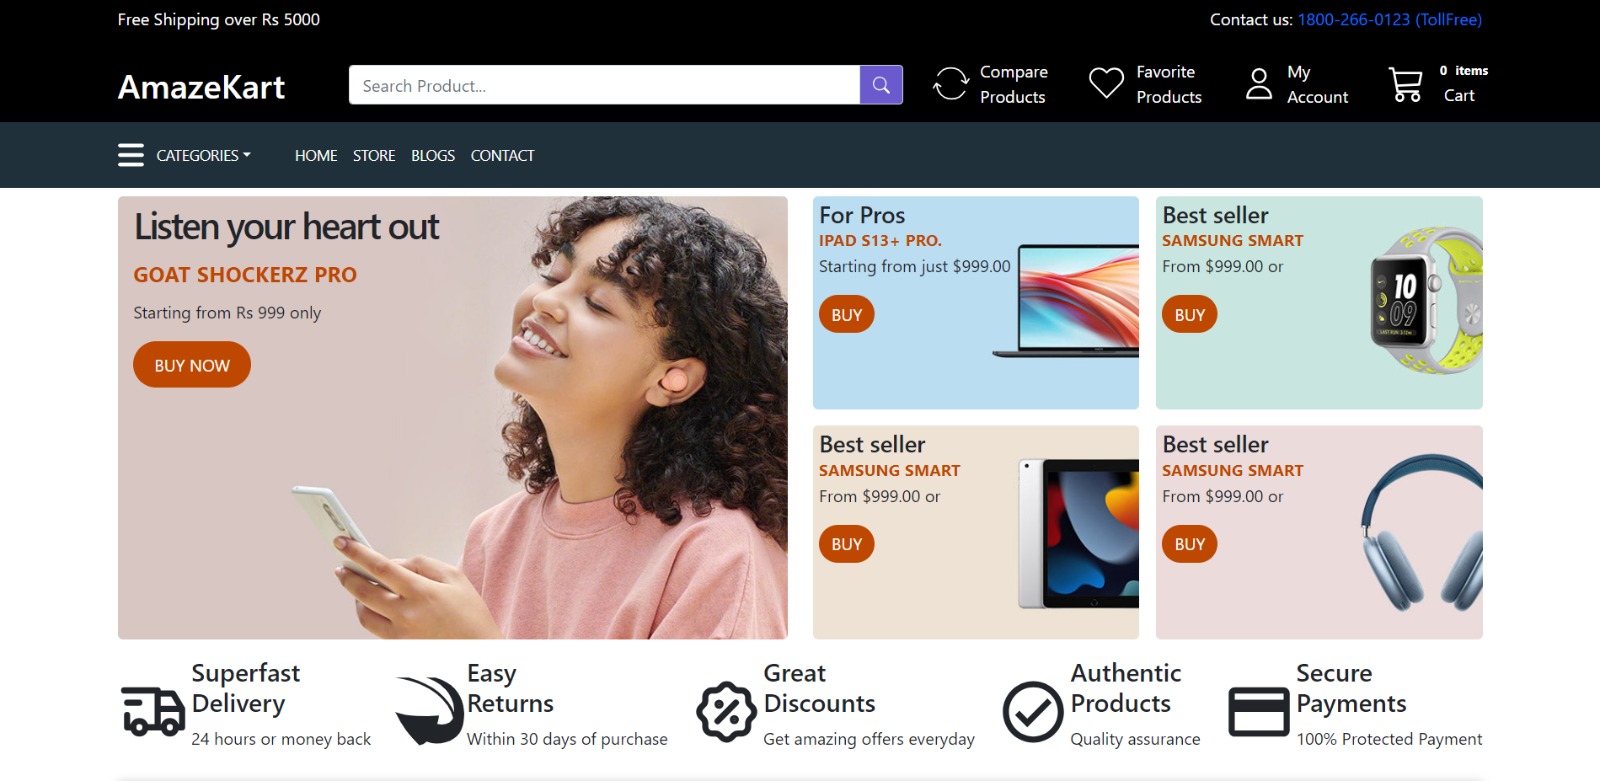 Free Shipping over Rs 5000
Contact us: 1800-266-0123 (TollFree)
AmazeKart
Search Product...
Compare
Products
Favorite
Products
My
Account
0 items
Cart
CATEGORIES
HOME
STORE
BLOGS
CONTACT
Listen your heart out
GOAT SHOCKERZ PRO
Starting from Rs 999 only
BUY NOW
For Pros
IPAD S13+ PRO.
Starting from just $999.00
BUY
Best seller
SAMSUNG SMART
From $999.00 or
BUY
10
09
Best seller
SAMSUNG SMART
From $999.00 or
BUY
Best seller
SAMSUNG SMART
From $999.00 or
BUY
Superfast
Delivery
24 hours or money back
Easy
Returns
Within 30 days of purchase
Great
Discounts
Get amazing offers everyday
Authentic
Products
Quality assurance
Secure
Payments
100% Protected Payment